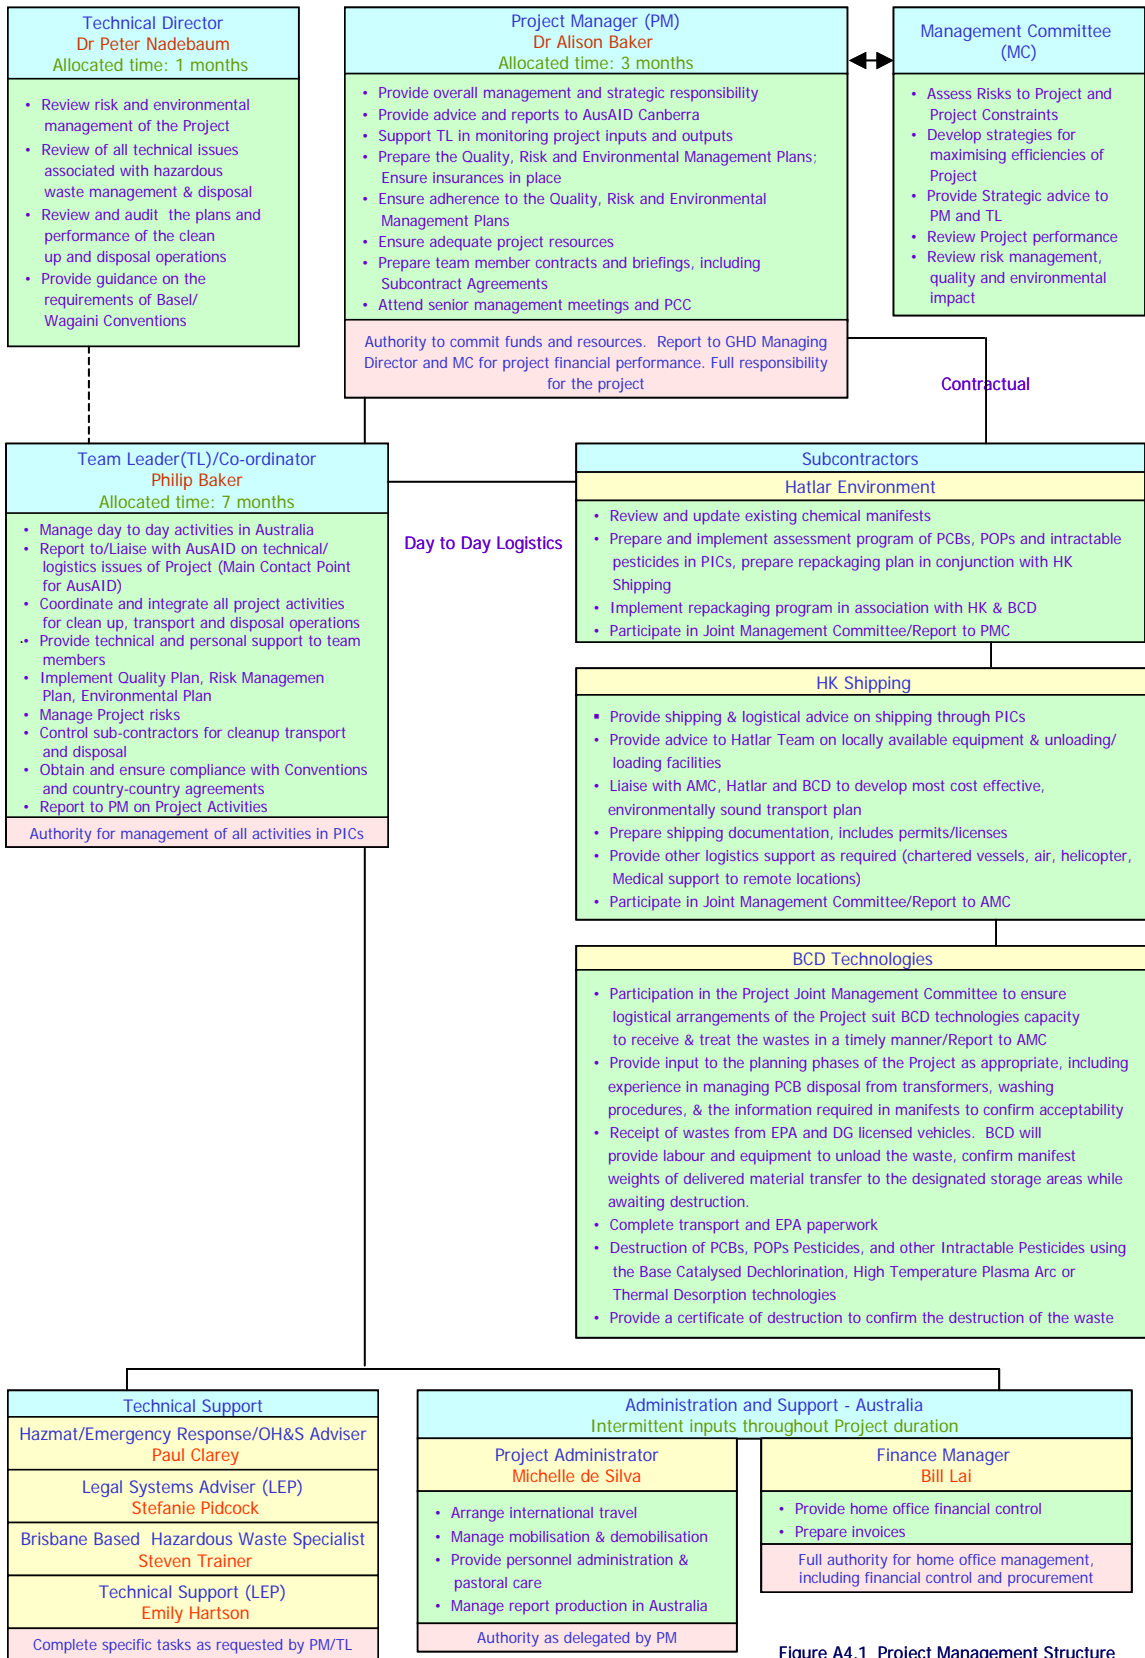 Technical Director
Dr Peter Nadebaum
Allocated time: 1 months
• Review risk and environmental
management of the Project
• Review of all technical issues
associated with hazardous
waste management & disposal
• Review and audit the plans and
performance of the clean
up and disposal operations
• Provide guidance on the
requirements of Basel/
Wagaini Conventions
Project Manager (PM)
Dr Alison Baker
Allocated time: 3 months
• Provide overall management and strategic responsibility
• Provide advice and reports to AusAID Canberra
• Support TL in monitoring project inputs and outputs
• Prepare the Quality, Risk and Environmental Management Plans;
Ensure insurances in place
• Ensure adherence to the Quality, Risk and Environmental
Management Plans
• Ensure adequate project resources
• Prepare team member contracts and briefings, including
Subcontract Agreements
• Attend senior management meetings and PCC
Authority to commit funds and resources. Report to GHD Managing
Director and MC for project financial performance. Full responsibility
for the project
Management Committee
(MC)
• Assess Risks to Project and
Project Constraints
• Develop strategies for
maximising efficiencies of
Project
• Provide Strategic advice to
PM and TL
• Review Project performance
• Review risk management,
quality and environmental
impact
Contractual
Team Leader(TL)/Co-ordinator
Philip Baker
Allocated time: 7 months
• Manage day to day activities in Australia
• Report to/Liaise with AusAID on technical/
logistics issues of Project (Main Contact Point
for AusAID)
• Coordinate and integrate all project activities
for clean up, transport and disposal operations
• Provide technical and personal support to team
members
• Implement Quality Plan, Risk Managemen
Plan, Environmental Plan
• Manage Project risks
• Control sub-contractors for cleanup transport
and disposal
• Obtain and ensure compliance with Conventions
and country-country agreements
• Report to PM on Project Activities
Authority for management of all activities in PICs
Day to Day Logistics
Subcontractors
Hatlar Environment
• Review and update existing chemical manifests
• Prepare and implement assessment program of PCBs, POPs and intractable
pesticides in PICs, prepare repackaging plan in conjunction with HK
Shipping
• Implement repackaging program in association with HK & BCD
• Participate in Joint Management Committee/Report to PMC
HK Shipping
▪ Provide shipping & logistical advice on shipping through PICs
• Provide advice to Hatlar Team on locally available equipment & unloading/
loading facilities
• Liaise with AMC, Hatlar and BCD to develop most cost effective,
environmentally sound transport plan
• Prepare shipping documentation, includes permits/licenses
• Provide other logistics support as required (chartered vessels, air, helicopter,
Medical support to remote locations)
• Participate in Joint Management Committee/Report to AMC
BCD Technologies
• Participation in the Project Joint Management Committee to ensure
logistical arrangements of the Project suit BCD technologies capacity
to receive & treat the wastes in a timely manner/Report to AMC
• Provide input to the planning phases of the Project as appropriate, including
experience in managing PCB disposal from transformers, washing
procedures, & the information required in manifests to confirm acceptability
• Receipt of wastes from EPA and DG licensed vehicles. BCD will
provide labour and equipment to unload the waste, confirm manifest
weights of delivered material transfer to the designated storage areas while
awaiting destruction.
• Complete transport and EPA paperwork
• Destruction of PCBs, POPs Pesticides, and other Intractable Pesticides using
the Base Catalysed Dechlorination, High Temperature Plasma Arc or
Thermal Desorption technologies
• Provide a certificate of destruction to confirm the destruction of the waste
Technical Support
Hazmat/Emergency Response/OH&S Adviser
Paul Clarey
Legal Systems Adviser (LEP)
Stefanie Pidcock
Brisbane Based Hazardous Waste Specialist
Steven Trainer
Technical Support (LEP)
Emily Hartson
Complete specific tasks as requested by PM/TL
Administration and Support - Australia
Intermittent inputs throughout Project duration
Project Administrator
Michelle de Silva
• Arrange international travel
• Manage mobilisation & demobilisation
• Provide personnel administration &
pastoral care
• Manage report production in Australia
Authority as delegated by PM
Finance Manager
Bill Lai
• Provide home office financial control
• Prepare invoices
Full authority for home office management,
including financial control and procurement
Figure A4.1 Project Management Structure